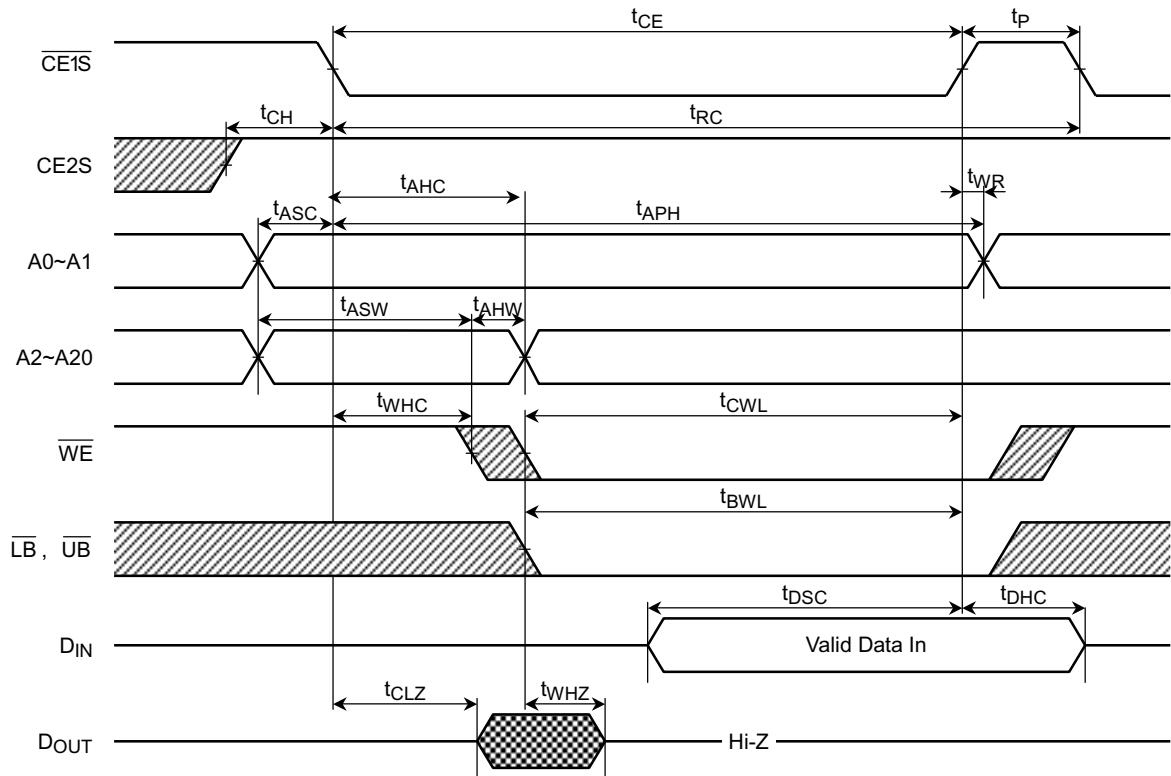 tCE
tP
CE1S
tCH
tRC
CE2S
tAHC
tWR
tASC
tAPH
A0~A1
tASW
tAHW
A2~A20
tWHC
tCWL
WE
tBWL
LB , UB
tDSC
tDHC
DIN
Valid Data In
tCLZ
tWHZ
DOUT
Hi-Z